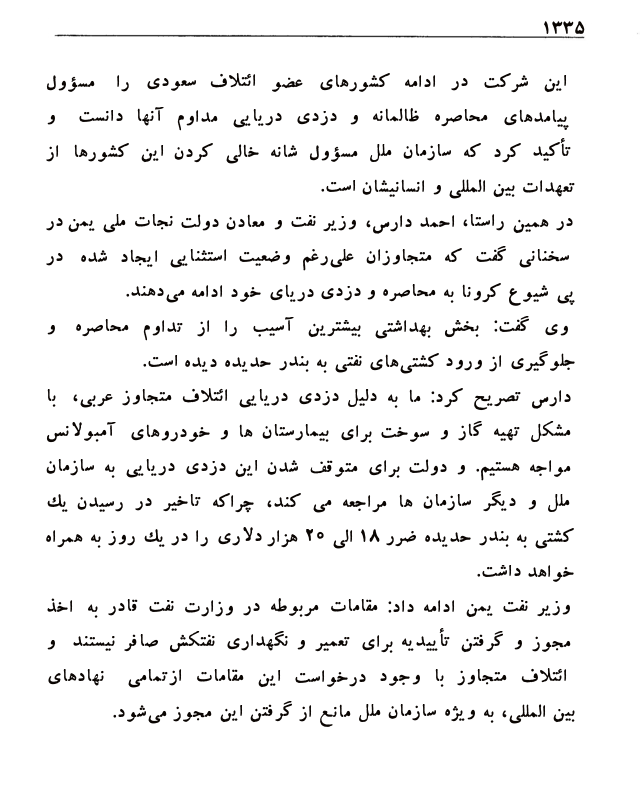 ۱۳۳۵
این شرکت در ادامه کشورهای عضو ائتلاف سعودی را مسؤول
پیامدهای محاصره ظالمانه و دزدی دریایی مداوم آنها دانست و
تأکید کرد که سازمان ملل مسؤول شانه خالی کردن این کشورها از
تعهدات بین المللی و انسانیشان است.
در همین راستا، احمد دارس، وزیر نفت و معادن دولت نجات ملی یمن در
سخنانی گفت که متجاوزان علی‌رغم وضعیت استثنایی ایجاد شده در
پی شیوع کرونا به محاصره و دزدی دریای خود ادامه می‌دهند.
وی گفت: بخش بهداشتی بیشترین آسیب را از تداوم محاصره و
جلوگیری از ورود کشتی‌های نفتی به بندر حدیده دیده است.
دارس تصریح کرد: ما به دلیل دزدی دریایی ائتلاف متجاوز عربی، با
مشکل تهیه گاز و سوخت برای بیمارستان ها و خودروهای آمبولانس
مواجه هستیم. و دولت برای متوقف شدن این دزدی دریایی به سازمان
ملل و دیگر سازمان ها مراجعه می کند، چراکه تاخیر در رسیدن یك
کشتی به بندر حدیده ضرر ۱۸ الی ۲۰ هزار دلاری را در یك روز به همراه
خواهد داشت.
وزیر نفت یمن ادامه داد: مقامات مربوطه در وزارت نفت قادر به اخذ
مجوز و گرفتن تأییدیه برای تعمیر و نگهداری نفتکش صافر نیستند و
ائتلاف متجاوز با وجود درخواست این مقامات ازتمامی نهادهای
بین المللی، به ویژه سازمان ملل مانع از گرفتن این مجوز می‌شود.